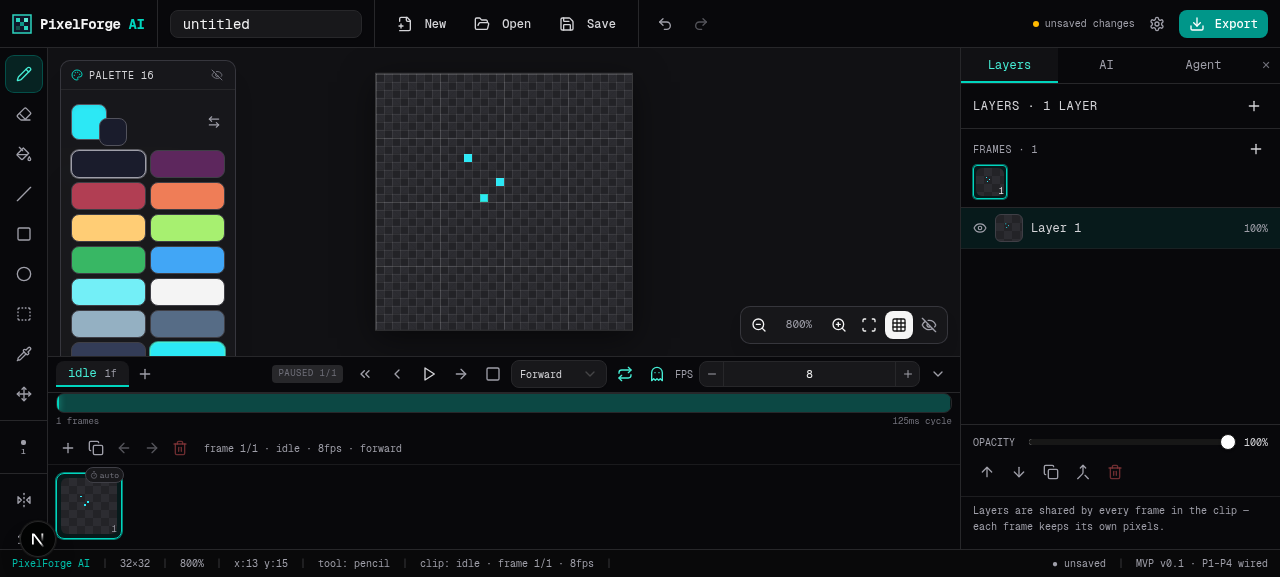 PixelForge AI
untitled
New
Open
Save
unsaved changes
Export
PALETTE 16
800%
Layers
AI
Agent
LAYERS · 1 LAYER
FRAMES · 1
1
Layer 1
100%
idle 1f
PAUSED 1/1
Forward
FPS
8
1 frames
125ms cycle
frame 1/1 · idle · 8fps · forward
auto
1
1
N
OPACITY
100%
Layers are shared by every frame in the clip —
each frame keeps its own pixels.
PixelForge AI | 32×32 | 800% | x:13 y:15 | tool: pencil | clip: idle · frame 1/1 · 8fps |
● unsaved | MVP v0.1 · P1–P4 wired